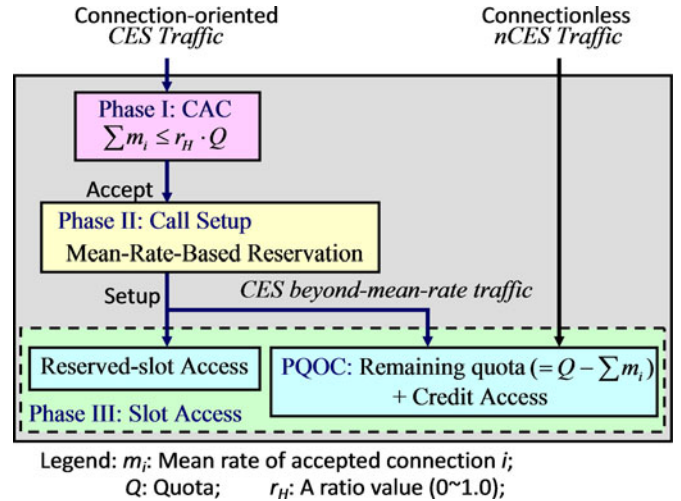 Connection-oriented
CES Traffic
Connectionless
nCES Traffic
Phase I: CAC
∑mᵢ ≤ r_H · Q
Accept
Phase II: Call Setup
Mean-Rate-Based Reservation
Setup
CES beyond-mean-rate traffic
Reserved-slot Access
PQOC: Remaining quota (= Q − ∑mᵢ)
+ Credit Access
Phase III: Slot Access
Legend: mᵢ: Mean rate of accepted connection i;
Q: Quota; r_H: A ratio value (0~1.0);